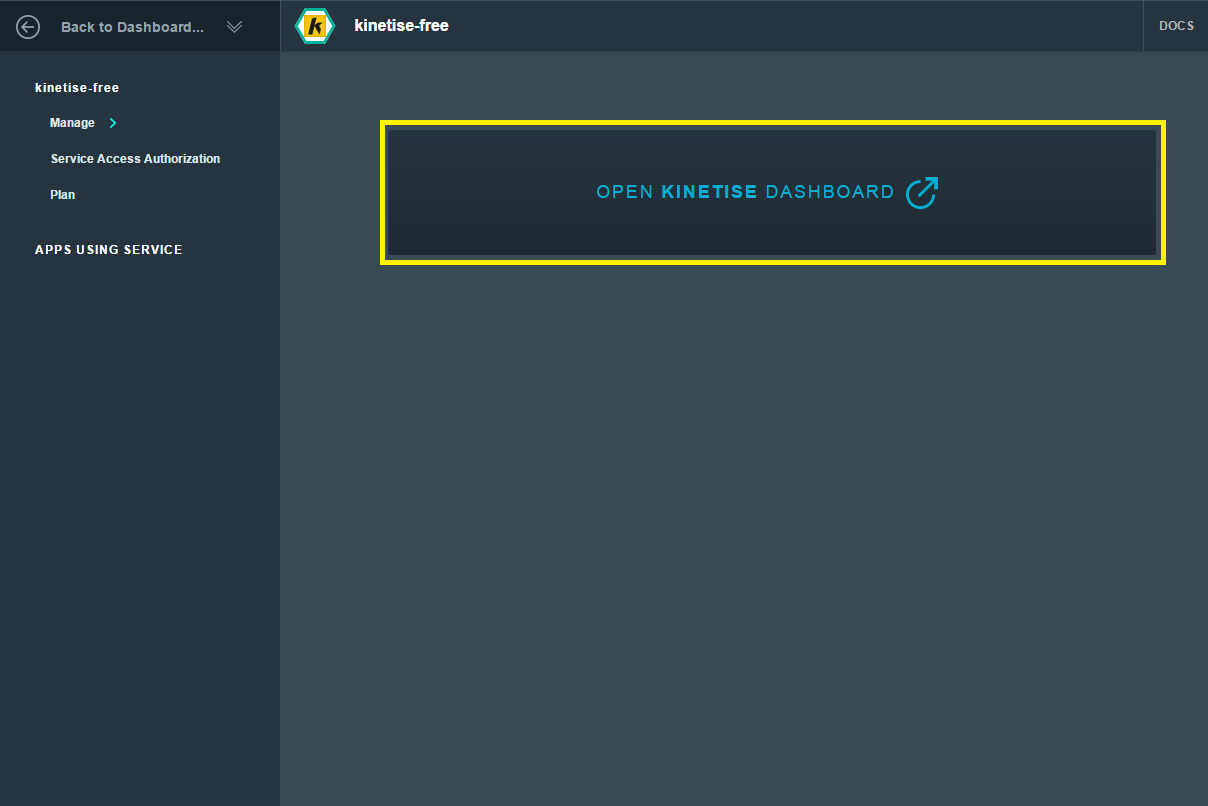 Back to Dashboard...
k
kinetise-free
DOCS
kinetise-free
Manage
Service Access Authorization
Plan
APPS USING SERVICE
OPEN KINETISE DASHBOARD